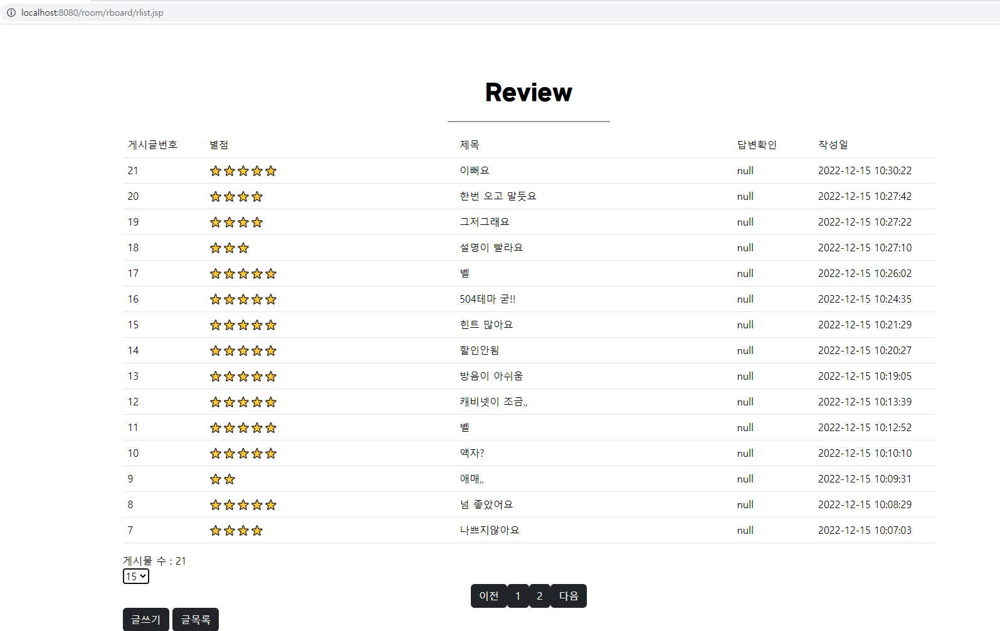 localhost:8080/room/rboard/rlist.jsp
Review
게시글번호 별점 제목 답변확인 작성일
21 이뻐요 null 2022-12-15 10:30:22
20 한번 오고 말듯요 null 2022-12-15 10:27:42
19 그저그래요 null 2022-12-15 10:27:22
18 설명이 빨라요 null 2022-12-15 10:27:10
17 벨 null 2022-12-15 10:26:02
16 504테마 굳!! null 2022-12-15 10:24:35
15 힌트 많아요 null 2022-12-15 10:21:29
14 할인안됨 null 2022-12-15 10:20:27
13 방음이 아쉬움 null 2022-12-15 10:19:05
12 캐비넷이 조금,, null 2022-12-15 10:13:39
11 벨 null 2022-12-15 10:12:52
10 액자? null 2022-12-15 10:10:10
9 애매,, null 2022-12-15 10:09:31
8 넘 좋았어요 null 2022-12-15 10:08:29
7 나쁘지않아요 null 2022-12-15 10:07:03
게시물 수 : 21
15
이전 1 2 다음
글쓰기 글목록